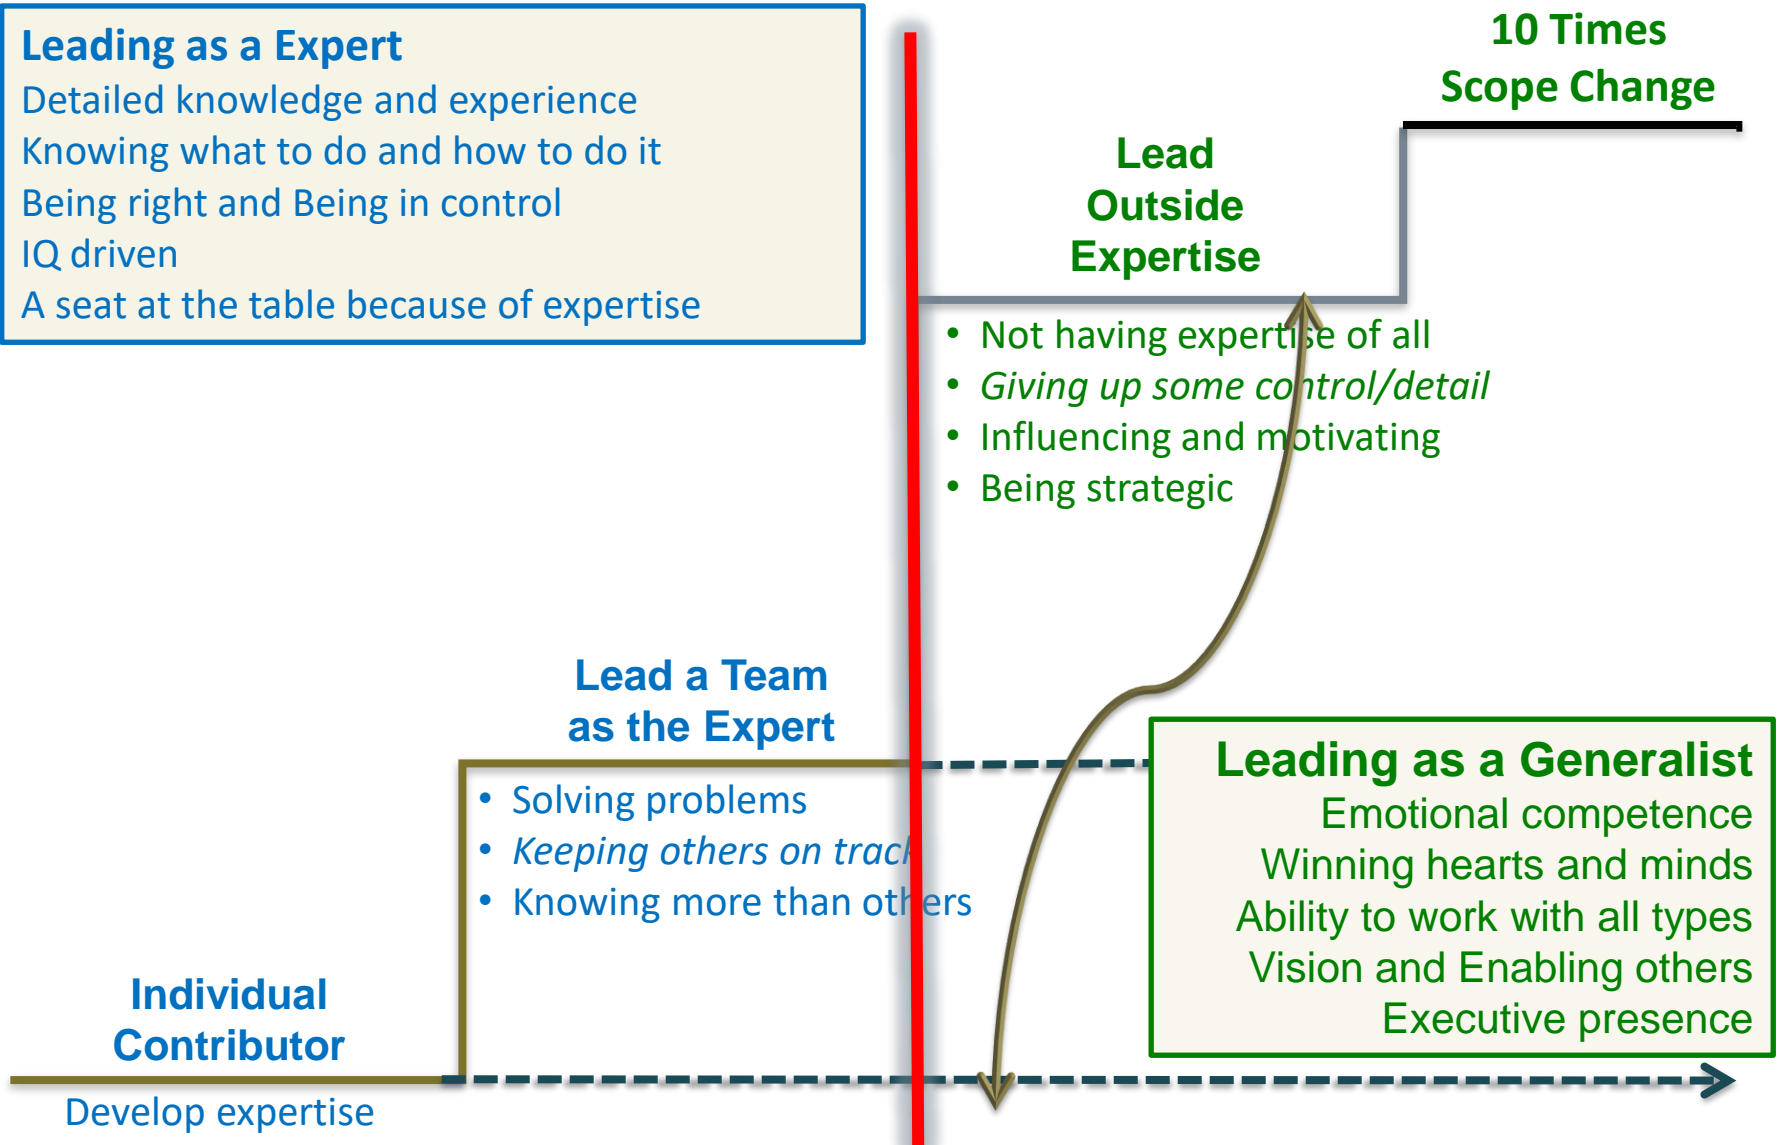 Leading as a Expert
Detailed knowledge and experience
Knowing what to do and how to do it
Being right and Being in control
IQ driven
A seat at the table because of expertise
10 Times
Scope Change
Lead
Outside
Expertise
• Not having expertise of all
• Giving up some control/detail
• Influencing and motivating
• Being strategic
Lead a Team
as the Expert
• Solving problems
• Keeping others on track
• Knowing more than others
Leading as a Generalist
Emotional competence
Winning hearts and minds
Ability to work with all types
Vision and Enabling others
Executive presence
Individual
Contributor
Develop expertise